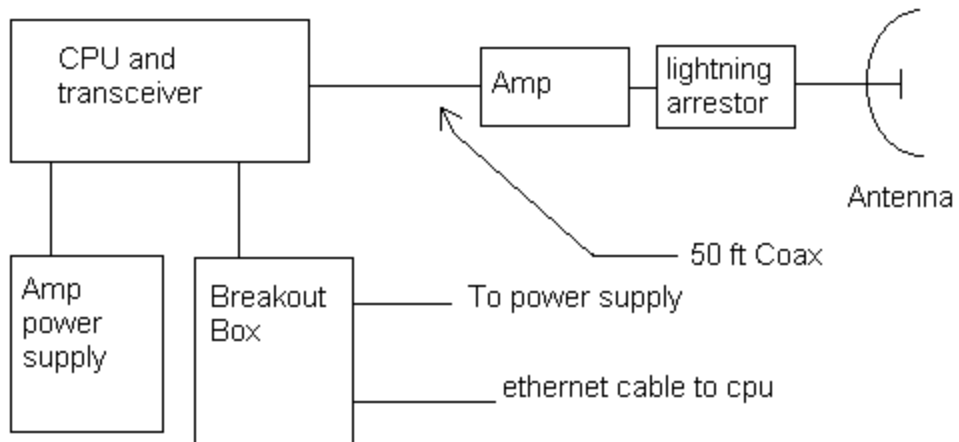 CPU and
transceiver
Amp
lightning
arrestor
Antenna
50 ft Coax
Amp
power
supply
Breakout
Box
To power supply
ethernet cable to cpu